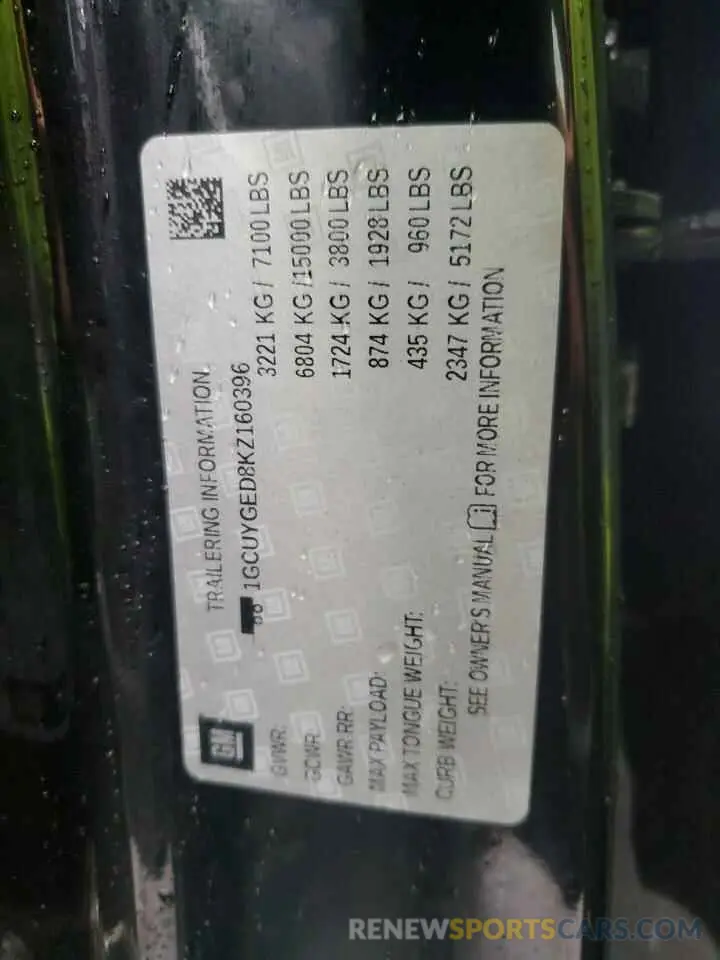 GM
TRAILERING INFORMATION
1GCUYGED8KZ160396
GVWR: 3221 KG / 7100 LBS
GCWR: 6804 KG / 15000 LBS
GAWR RR: 1724 KG / 3800 LBS
MAX PAYLOAD: 874 KG / 1928 LBS
MAX TONGUE WEIGHT: 435 KG / 960 LBS
CURB WEIGHT: 2347 KG / 5172 LBS
SEE OWNER'S MANUAL FOR MORE INFORMATION
RENEWSPORTSCARS.COM